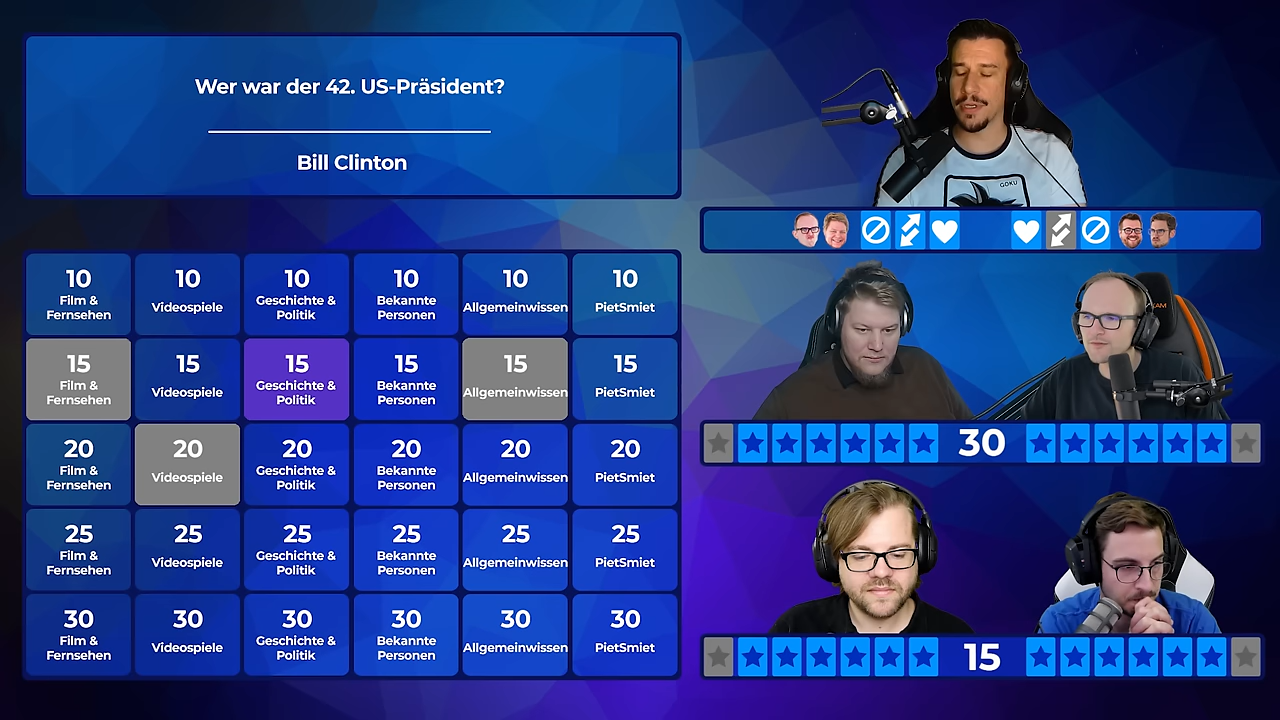 Wer war der 42. US-Präsident?
Bill Clinton
10 10 10 10 10 10
Film & Fernsehen Videospiele Geschichte & Politik Bekannte Personen Allgemeinwissen PietSmiet
15 15 15 15 15 15
Film & Fernsehen Videospiele Geschichte & Politik Bekannte Personen Allgemeinwissen PietSmiet
20 20 20 20 20 20
Film & Fernsehen Videospiele Geschichte & Politik Bekannte Personen Allgemeinwissen PietSmiet
25 25 25 25 25 25
Film & Fernsehen Videospiele Geschichte & Politik Bekannte Personen Allgemeinwissen PietSmiet
30 30 30 30 30 30
Film & Fernsehen Videospiele Geschichte & Politik Bekannte Personen Allgemeinwissen PietSmiet
GOKU
30
15